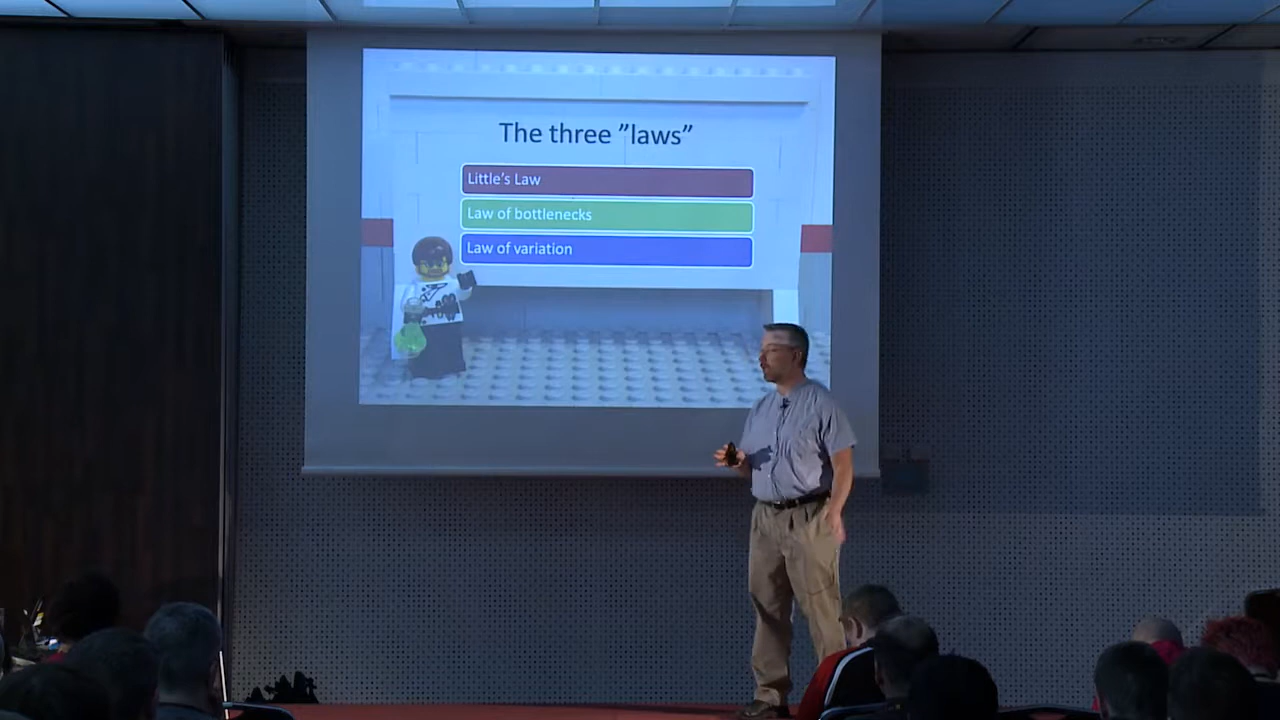 The three ”laws”
Little’s Law
Law of bottlenecks
Law of variation